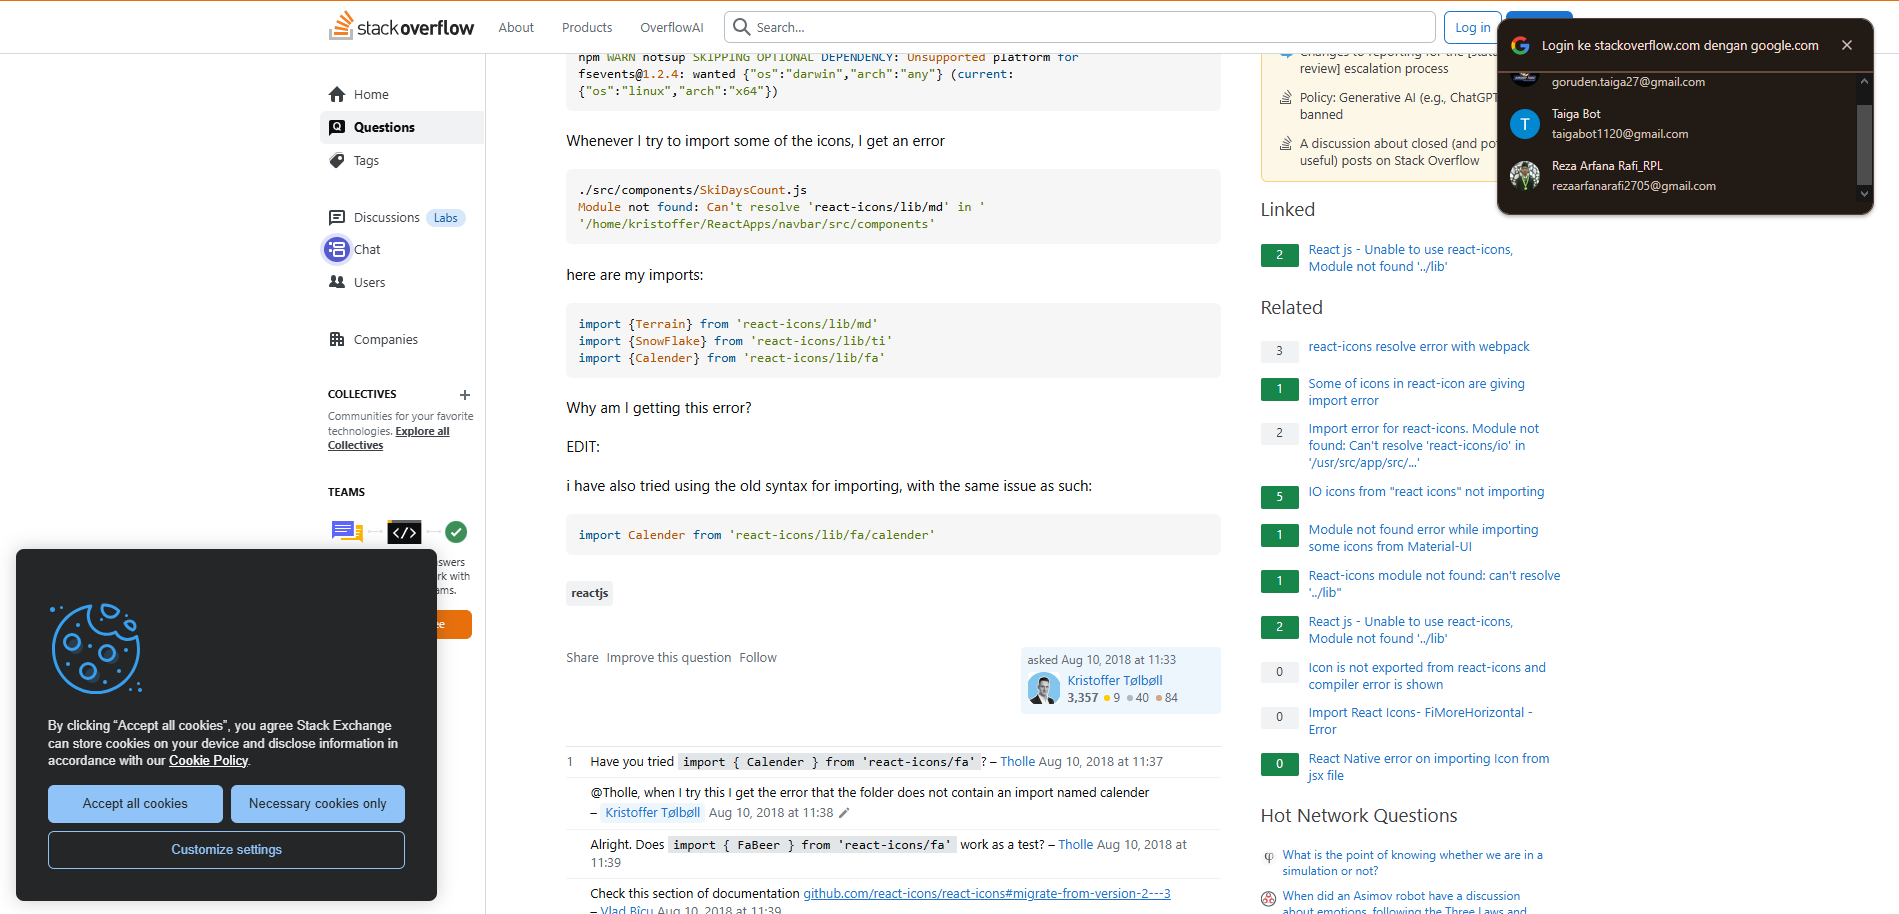 stackoverflow
About
Products
OverflowAI
Search...
Log in
Home
Questions
Tags
Discussions
Labs
Chat
Users
Companies
COLLECTIVES
Communities for your favorite
technologies. Explore all
Collectives
TEAMS
swers
rk with
ams.
ee
npm WARN notsup SKIPPING OPTIONAL DEPENDENCY: Unsupported platform for
fsevents@1.2.4: wanted {"os":"darwin","arch":"any"} (current:
{"os":"linux","arch":"x64"})
Whenever I try to import some of the icons, I get an error
./src/components/SkiDaysCount.js
Module not found: Can't resolve 'react-icons/lib/md' in '
'/home/kristoffer/ReactApps/navbar/src/components'
here are my imports:
import {Terrain} from 'react-icons/lib/md'
import {SnowFlake} from 'react-icons/lib/ti'
import {Calender} from 'react-icons/lib/fa'
Why am I getting this error?
EDIT:
i have also tried using the old syntax for importing, with the same issue as such:
import Calender from 'react-icons/lib/fa/calender'
reactjs
Share Improve this question Follow
asked Aug 10, 2018 at 11:33
Kristoffer Tølbøll
3,357 9 40 84
1 Have you tried import { Calender } from 'react-icons/fa' ? – Tholle Aug 10, 2018 at 11:37
@Tholle, when I try this I get the error that the folder does not contain an import named calender
– Kristoffer Tølbøll Aug 10, 2018 at 11:38
Alright. Does import { FaBeer } from 'react-icons/fa' work as a test? – Tholle Aug 10, 2018 at
11:39
Check this section of documentation github.com/react-icons/react-icons#migrate-from-version-2---3
– Vlad Bîcu Aug 10, 2018 at 11:39
Changes to reporting for the [stat
review] escalation process
Policy: Generative AI (e.g., ChatGPT
banned
A discussion about closed (and pot
useful) posts on Stack Overflow
Login ke stackoverflow.com dengan google.com
goruden.taiga27@gmail.com
T
Taiga Bot
taigabot1120@gmail.com
Reza Arfana Rafi_RPL
rezaarfanarafi2705@gmail.com
Linked
2 React js - Unable to use react-icons,
Module not found '../lib'
Related
3 react-icons resolve error with webpack
1 Some of icons in react-icon are giving
import error
2 Import error for react-icons. Module not
found: Can't resolve 'react-icons/io' in
'/usr/src/app/src/...'
5 IO icons from "react icons" not importing
1 Module not found error while importing
some icons from Material-UI
1 React-icons module not found: can't resolve
'../lib"
2 React js - Unable to use react-icons,
Module not found '../lib'
0 Icon is not exported from react-icons and
compiler error is shown
0 Import React Icons- FiMoreHorizontal -
Error
0 React Native error on importing Icon from
jsx file
Hot Network Questions
What is the point of knowing whether we are in a
simulation or not?
When did an Asimov robot have a discussion
about emotions, following the Three Laws and
By clicking “Accept all cookies”, you agree Stack Exchange
can store cookies on your device and disclose information in
accordance with our Cookie Policy.
Accept all cookies
Necessary cookies only
Customize settings